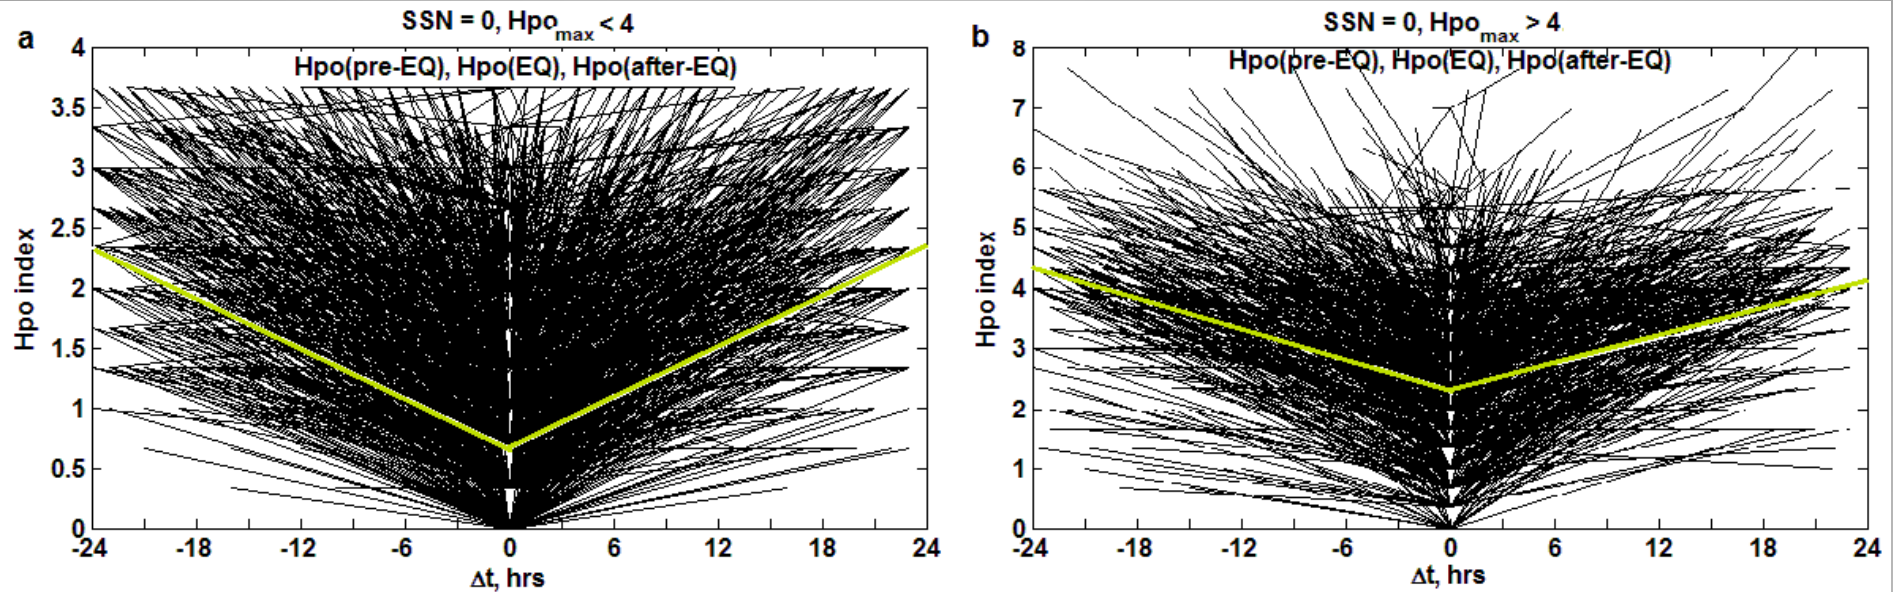 a
SSN = 0, Hpo_max < 4
Hpo(pre-EQ), Hpo(EQ), Hpo(after-EQ)
Hpo index
4
3.5
3
2.5
2
1.5
1
0.5
0
-24 -18 -12 -6 0 6 12 18 24
Δt, hrs
b
SSN = 0, Hpo_max > 4
Hpo(pre-EQ), Hpo(EQ), Hpo(after-EQ)
Hpo index
8
7
6
5
4
3
2
1
0
-24 -18 -12 -6 0 6 12 18 24
Δt, hrs